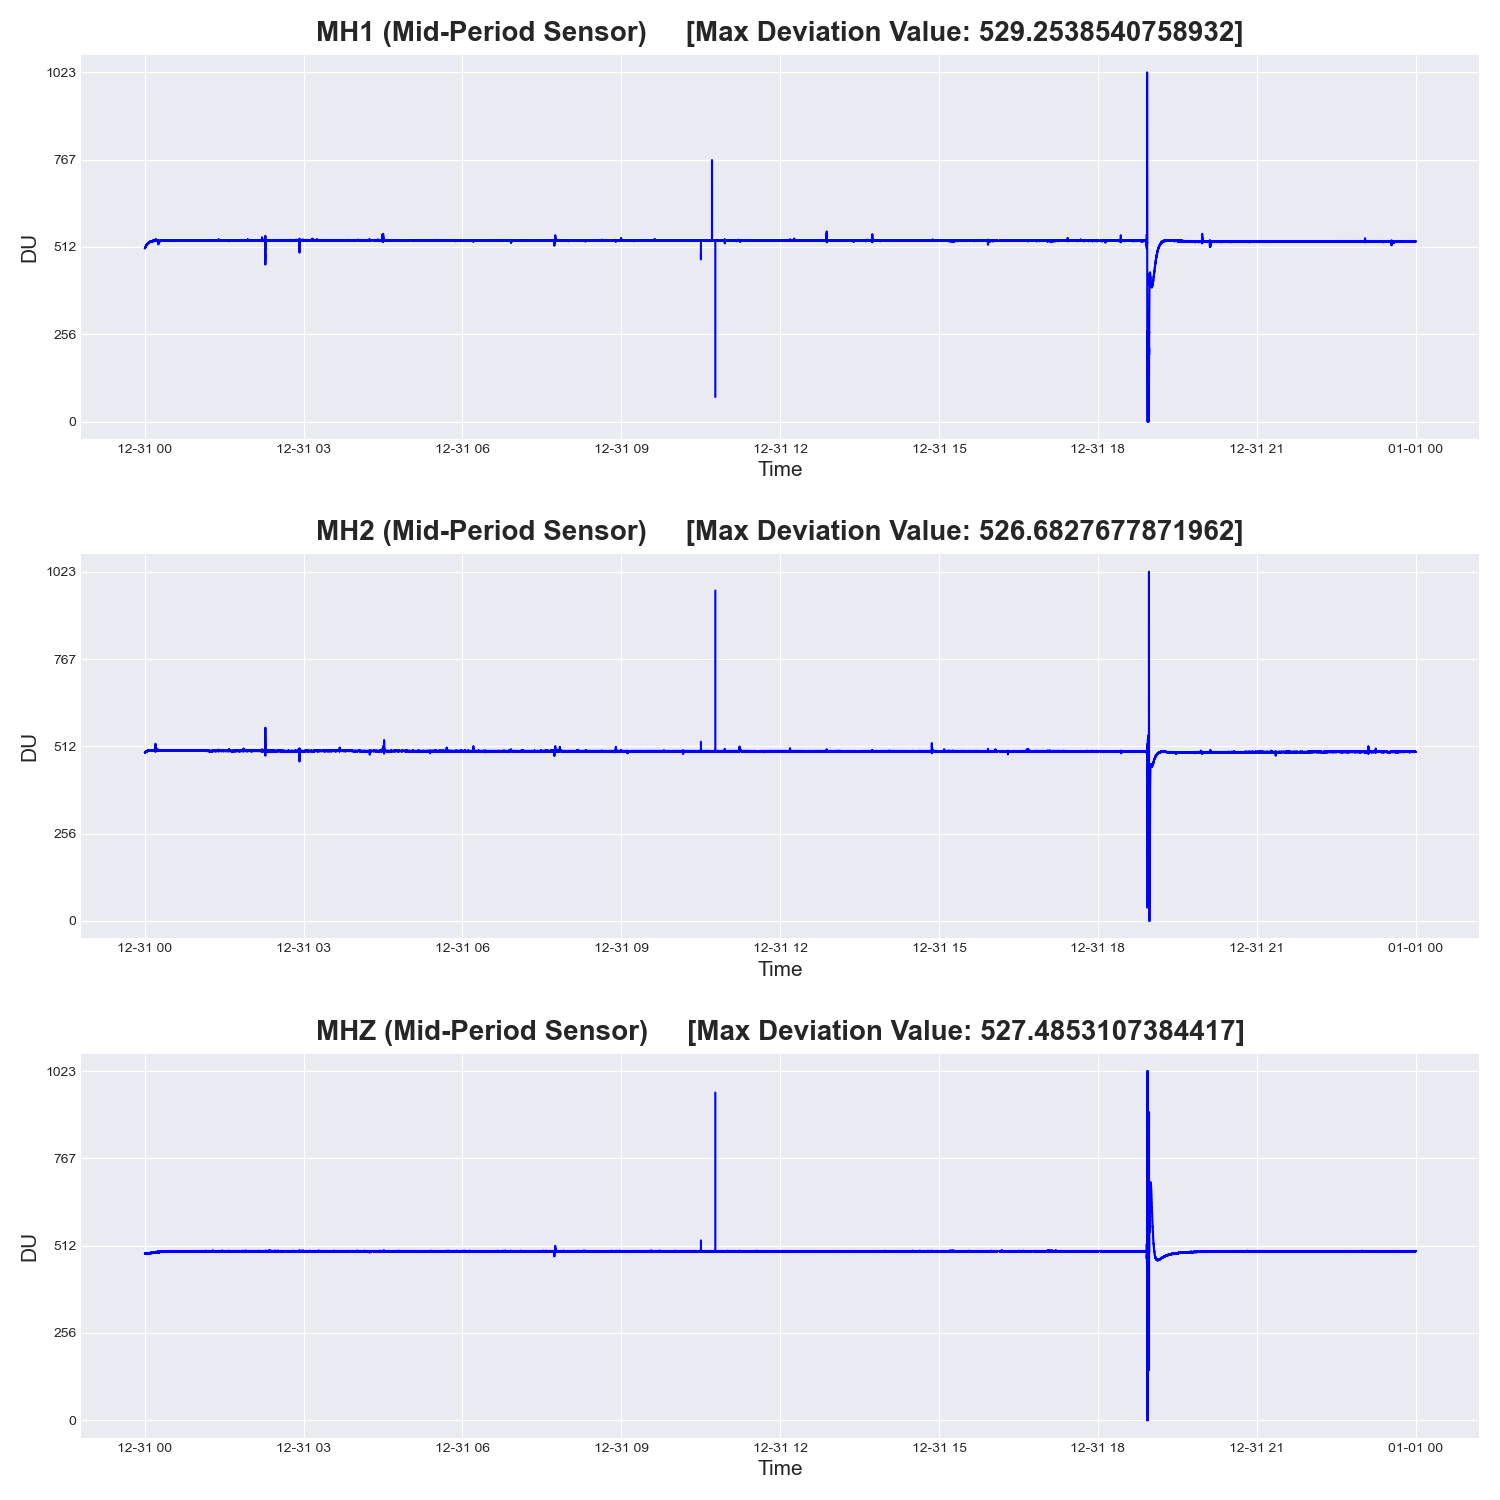 MH1 (Mid-Period Sensor) [Max Deviation Value: 529.2538540758932]
1023
767
512
256
0
DU
12-31 00 12-31 03 12-31 06 12-31 09 12-31 12 12-31 15 12-31 18 12-31 21 01-01 00
Time
MH2 (Mid-Period Sensor) [Max Deviation Value: 526.6827677871962]
1023
767
512
256
0
DU
12-31 00 12-31 03 12-31 06 12-31 09 12-31 12 12-31 15 12-31 18 12-31 21 01-01 00
Time
MHZ (Mid-Period Sensor) [Max Deviation Value: 527.4853107384417]
1023
767
512
256
0
DU
12-31 00 12-31 03 12-31 06 12-31 09 12-31 12 12-31 15 12-31 18 12-31 21 01-01 00
Time